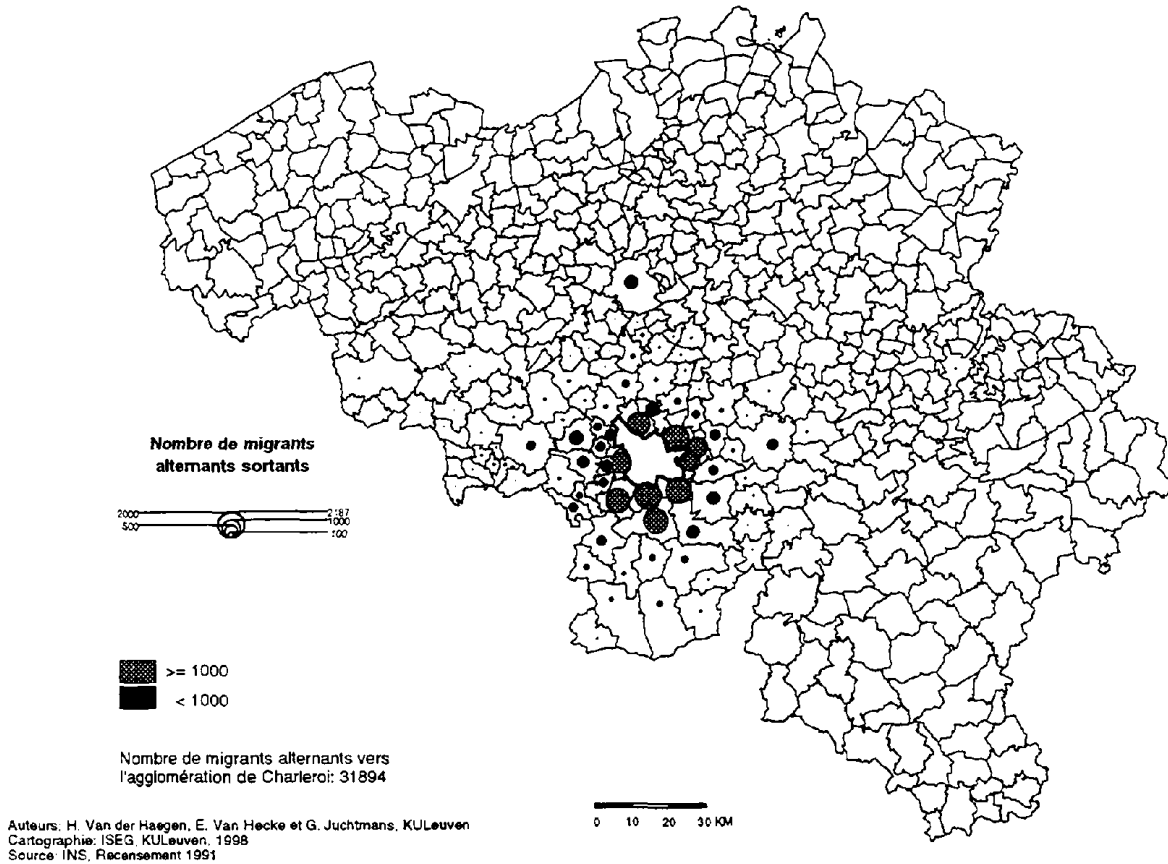 Nombre de migrants
alternants sortants
2000 2187
500 1000
100
>= 1000
< 1000
Nombre de migrants alternants vers
l'agglomération de Charleroi: 31894
0 10 20 30 KM
Auteurs: H. Van der Haegen, E. Van Hecke et G. Juchtmans, KULeuven
Cartographie: ISEG, KULeuven, 1998
Source: INS, Recensement 1991